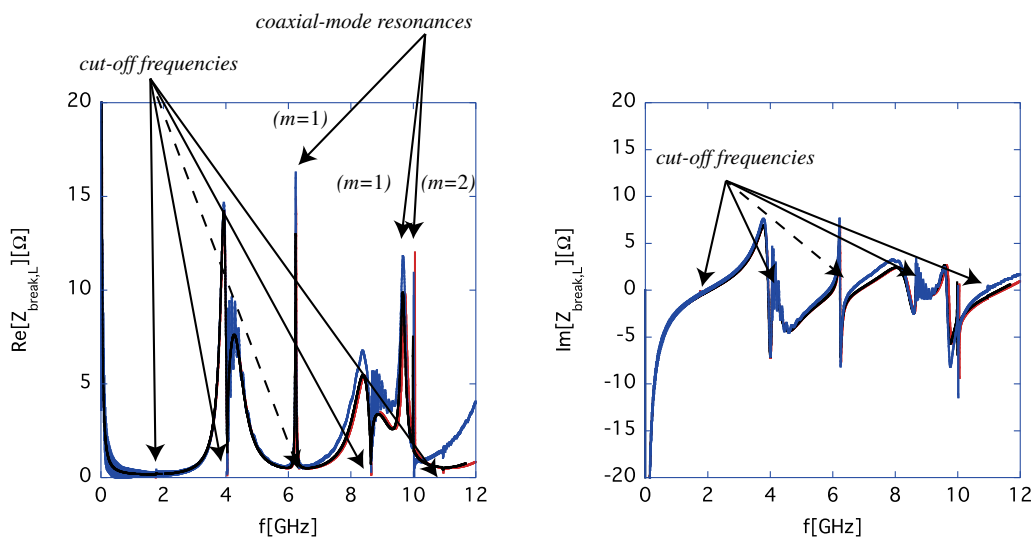 coaxial-mode resonances
cut-off frequencies
20
(m=1)
15
(m=1)
(m=2)
10
5
0
0
2
4
6
8
10
12
f[GHz]
Re[Z_break,L][Ω]
20
15
cut-off frequencies
10
5
0
-5
-10
-15
-20
0
2
4
6
8
10
12
f[GHz]
Im[Z_break,L][Ω]